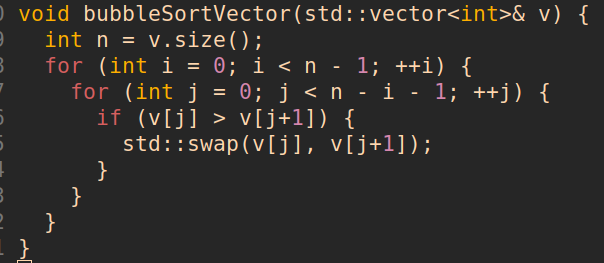 void bubbleSortVector(std::vector<int>& v) {
  int n = v.size();
  for (int i = 0; i < n - 1; ++i) {
    for (int j = 0; j < n - i - 1; ++j) {
      if (v[j] > v[j+1]) {
        std::swap(v[j], v[j+1]);
      }
    }
  }
}